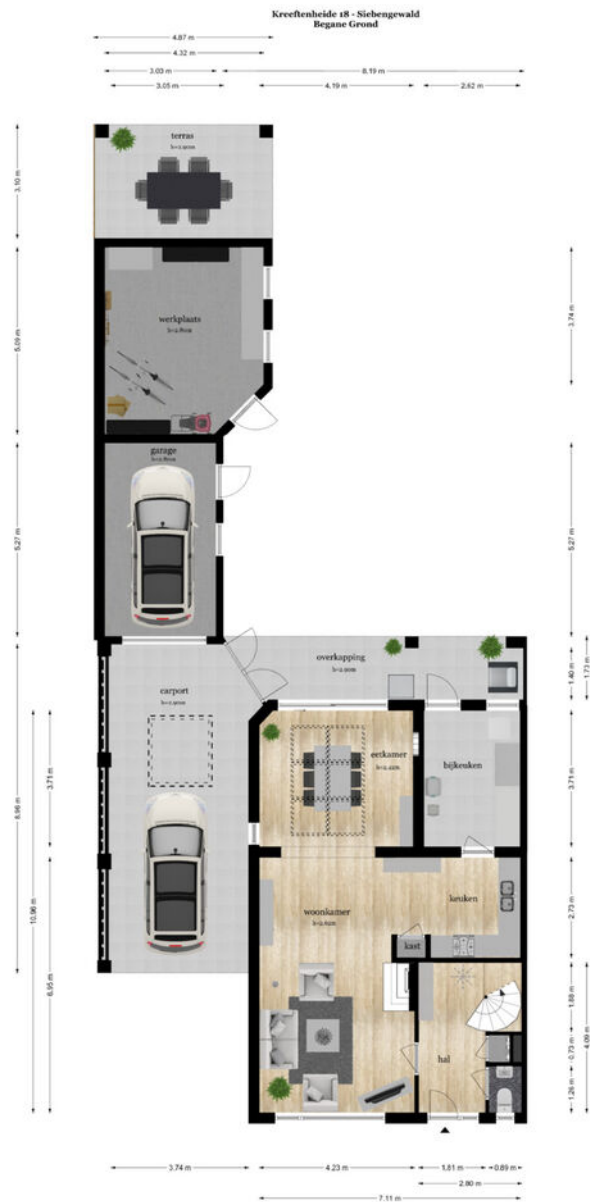 Kreeftenheide 18 - Siebengewald
Begane Grond
4.87 m
4.32 m
3.03 m
8.19 m
3.05 m
4.19 m
2.62 m
terras
3.10 m
werkplaats
5.09 m
3.74 m
garage
5.27 m
5.27 m
overkapping
1.40 m
1.73 m
carport
eetkamer
bijkeuken
8.96 m
3.71 m
3.71 m
10.96 m
woonkamer
keuken
2.73 m
kast
6.95 m
hal
1.88 m
0.73 m
4.09 m
1.26 m
3.74 m
4.23 m
1.81 m
0.89 m
2.80 m
7.11 m